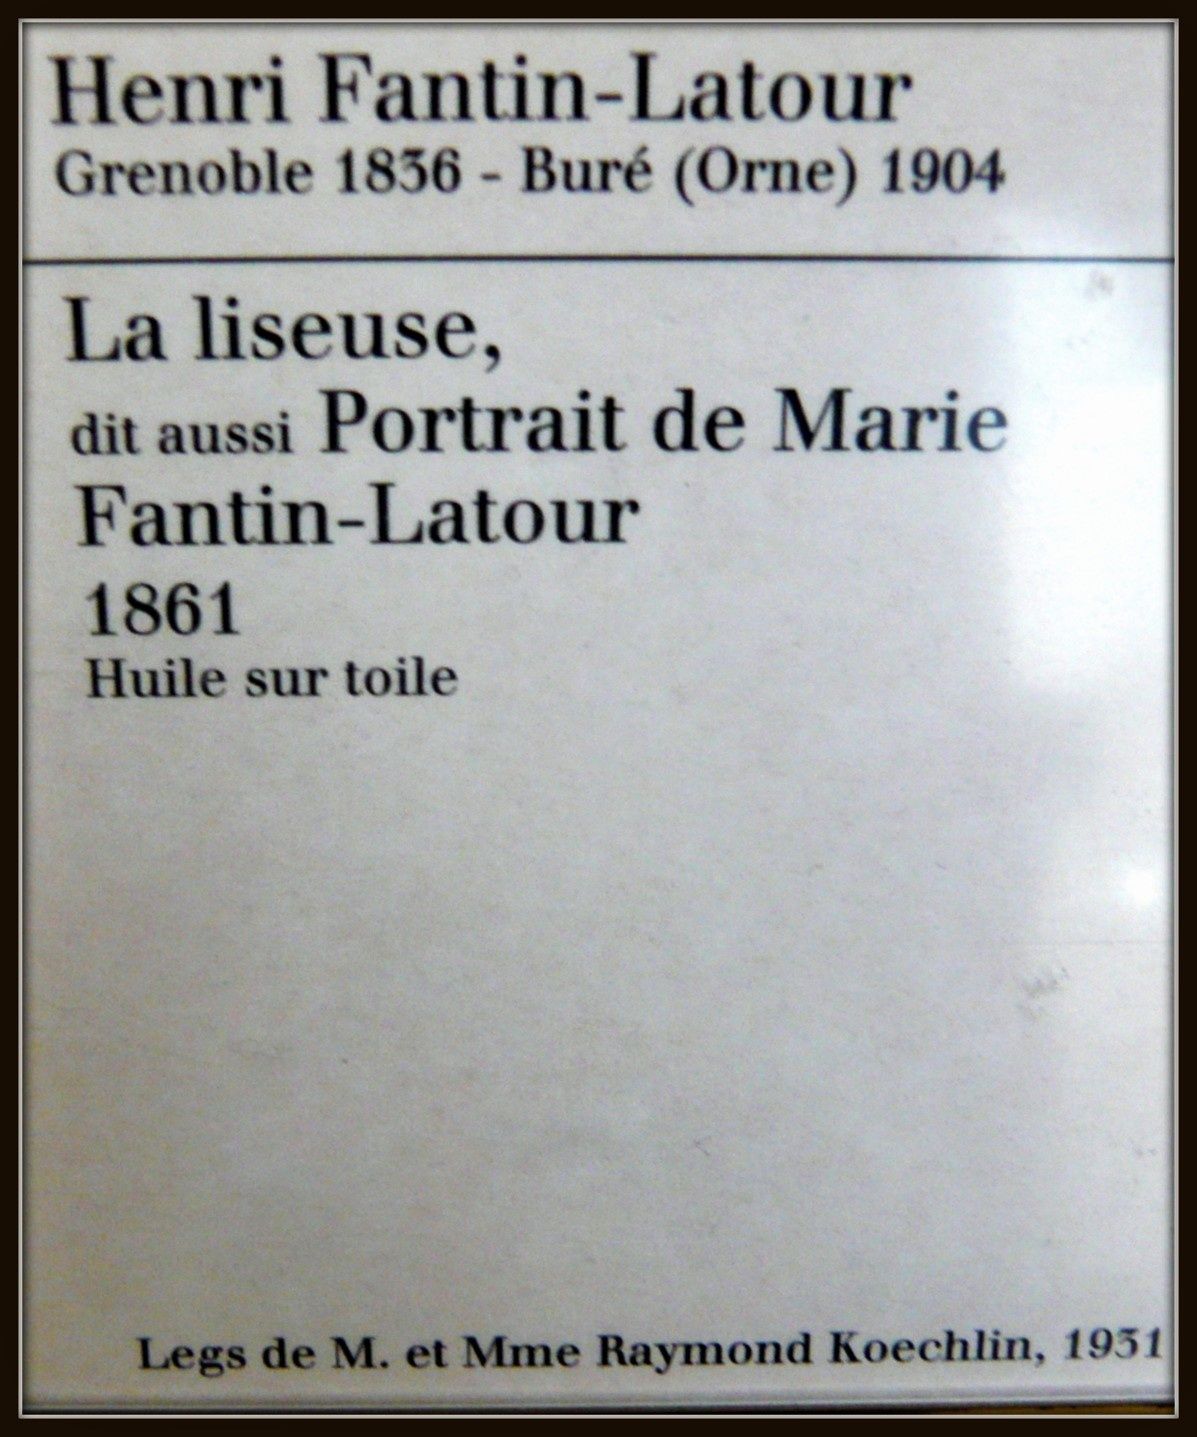 Henri Fantin-Latour
Grenoble 1836 - Buré (Orne) 1904
La liseuse,
dit aussi Portrait de Marie
Fantin-Latour
1861
Huile sur toile
Legs de M. et Mme Raymond Koechlin, 1931